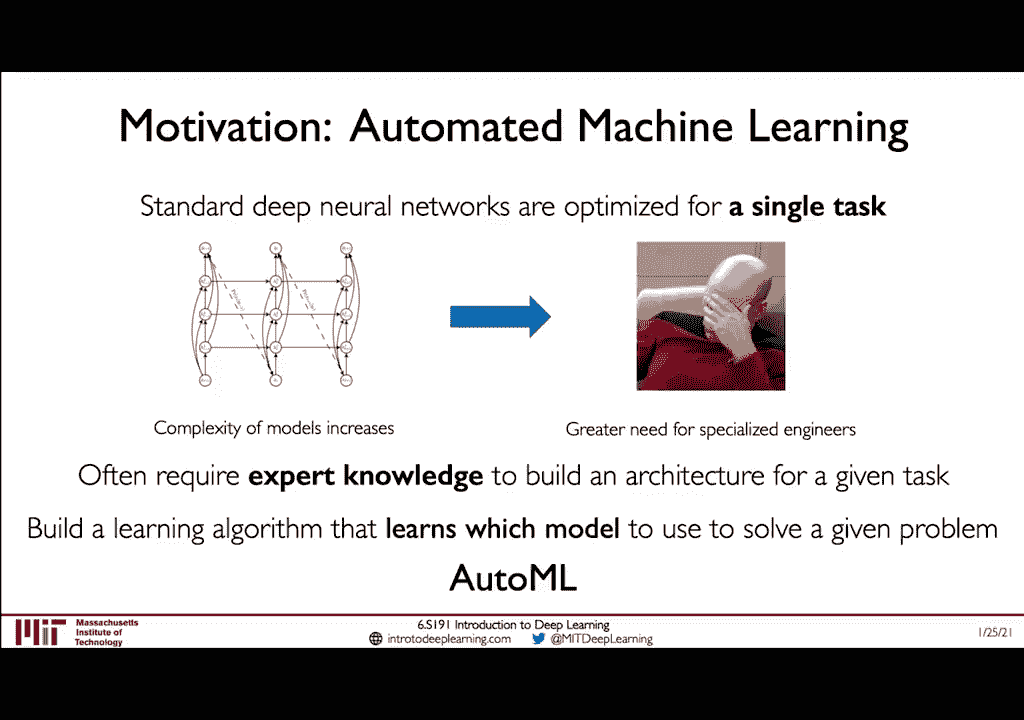 Motivation: Automated Machine Learning
Standard deep neural networks are optimized for a single task
Complexity of models increases
Greater need for specialized engineers
Often require expert knowledge to build an architecture for a given task
Build a learning algorithm that learns which model to use to solve a given problem
AutoML
MIT
Massachusetts
Institute of
Technology
6.S191 Introduction to Deep Learning
introtodeeplearning.com
@MITDeepLearning
1/25/21